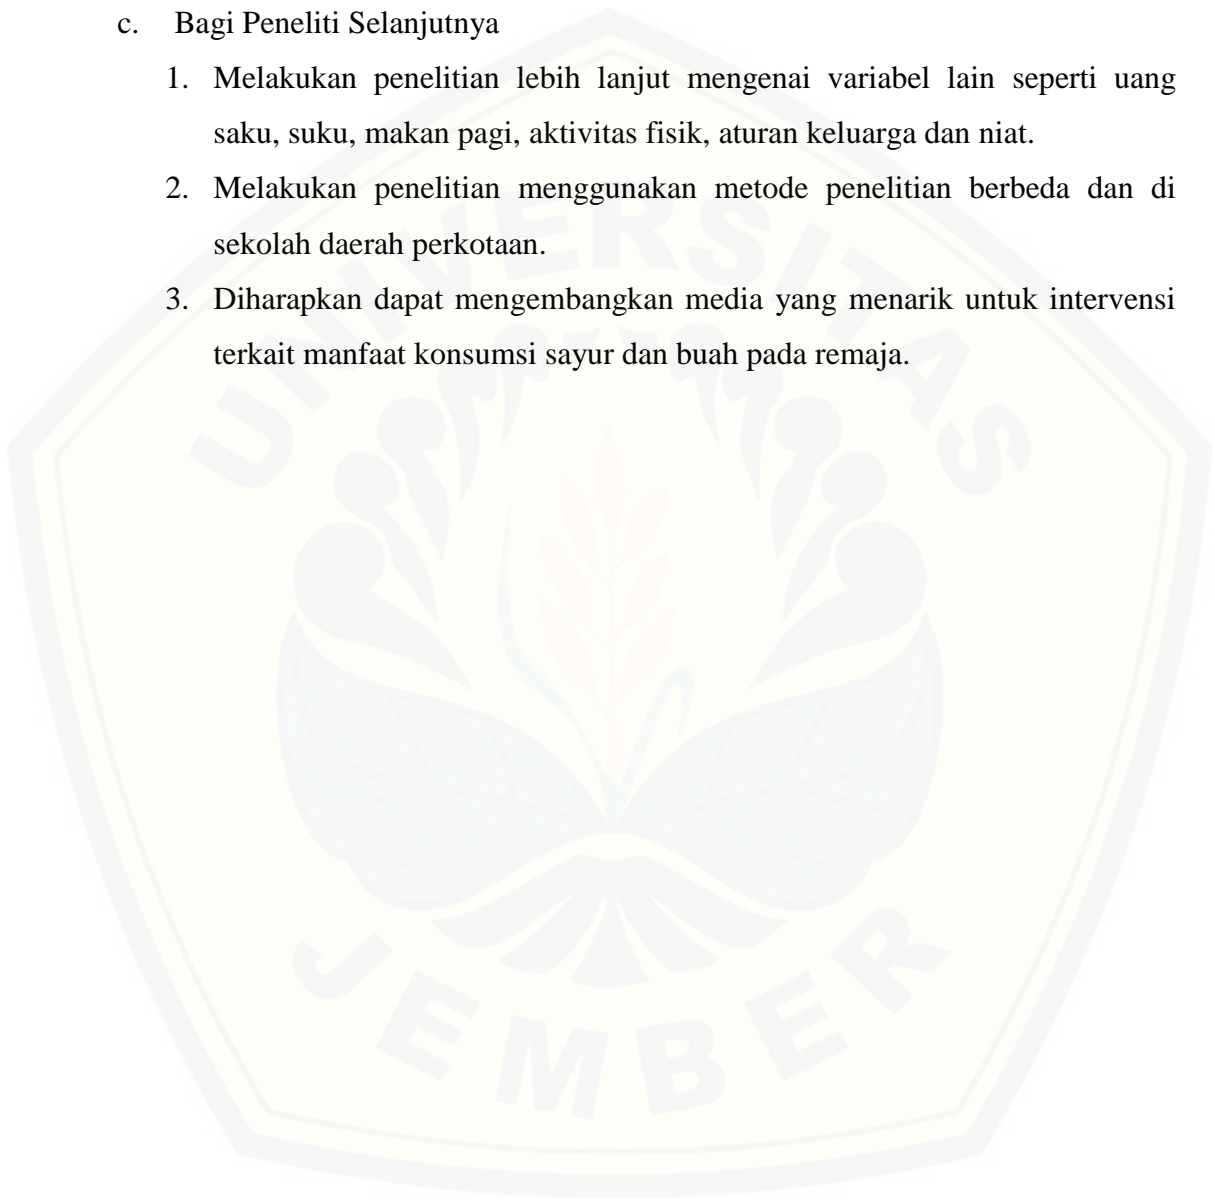 c. Bagi Peneliti Selanjutnya
1. Melakukan penelitian lebih lanjut mengenai variabel lain seperti uang
saku, suku, makan pagi, aktivitas fisik, aturan keluarga dan niat.
2. Melakukan penelitian menggunakan metode penelitian berbeda dan di
sekolah daerah perkotaan.
3. Diharapkan dapat mengembangkan media yang menarik untuk intervensi
terkait manfaat konsumsi sayur dan buah pada remaja.
UNIVERSITAS
JEMBER